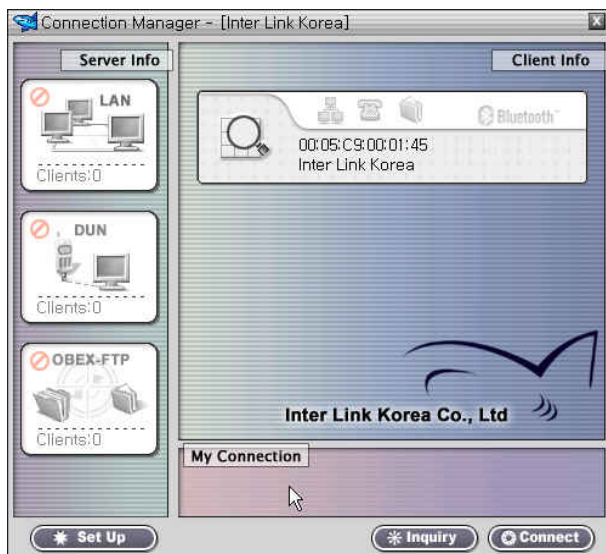 Connection Manager - [Inter Link Korea]
Server Info
LAN
Clients:0
DUN
Clients:0
OBEX-FTP
Clients:0
Client Info
Bluetooth™
00:05:C9:00:01:45
Inter Link Korea
Inter Link Korea Co., Ltd
My Connection
Set Up
Inquiry
Connect